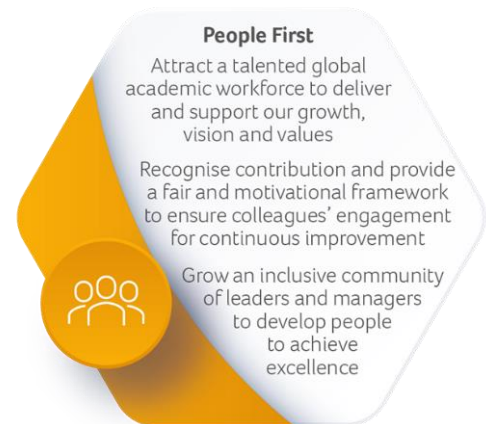 People First
Attract a talented global
academic workforce to deliver
and support our growth,
vision and values
Recognise contribution and provide
a fair and motivational framework
to ensure colleagues’ engagement
for continuous improvement
Grow an inclusive community
of leaders and managers
to develop people
to achieve
excellence